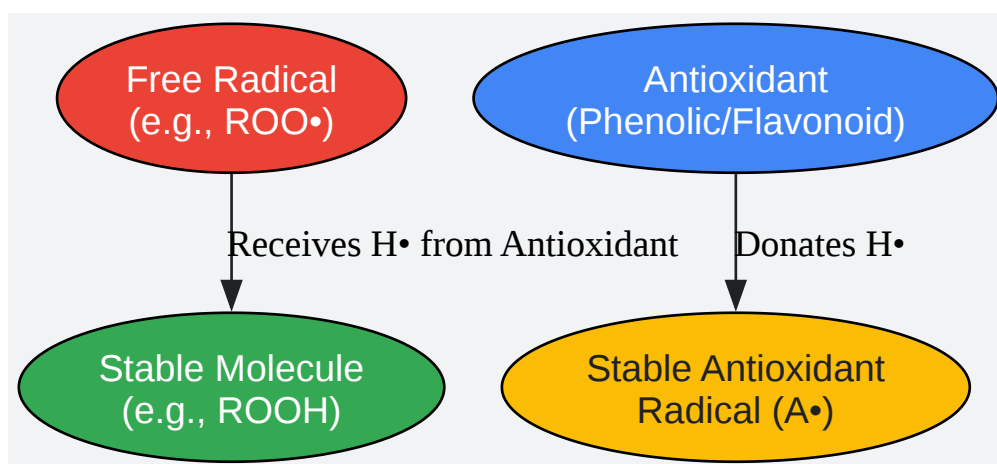 Free Radical
(e.g., ROO•)
Antioxidant
(Phenolic/Flavonoid)
Receives H• from Antioxidant
Donates H•
Stable Molecule
(e.g., ROOH)
Stable Antioxidant
Radical (A•)